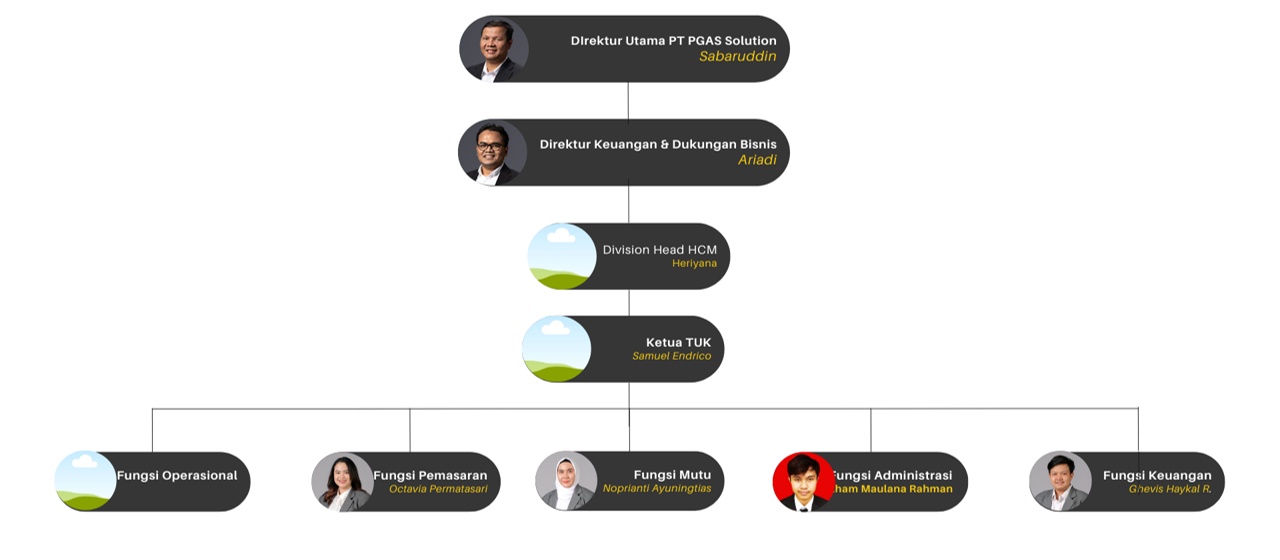 DIrektur Utama PT PGAS Solution
Sabaruddin
Direktur Keuangan & Dukungan Bisnis
Ariadi
Division Head HCM
Heriyana
Ketua TUK
Samuel Endrico
Fungsi Operasional
Fungsi Pemasaran
Octavia Permatasari
Fungsi Mutu
Noprianti Ayuningtias
Fungsi Administrasi
ham Maulana Rahman
Fungsi Keuangan
Ghevis Haykal R.